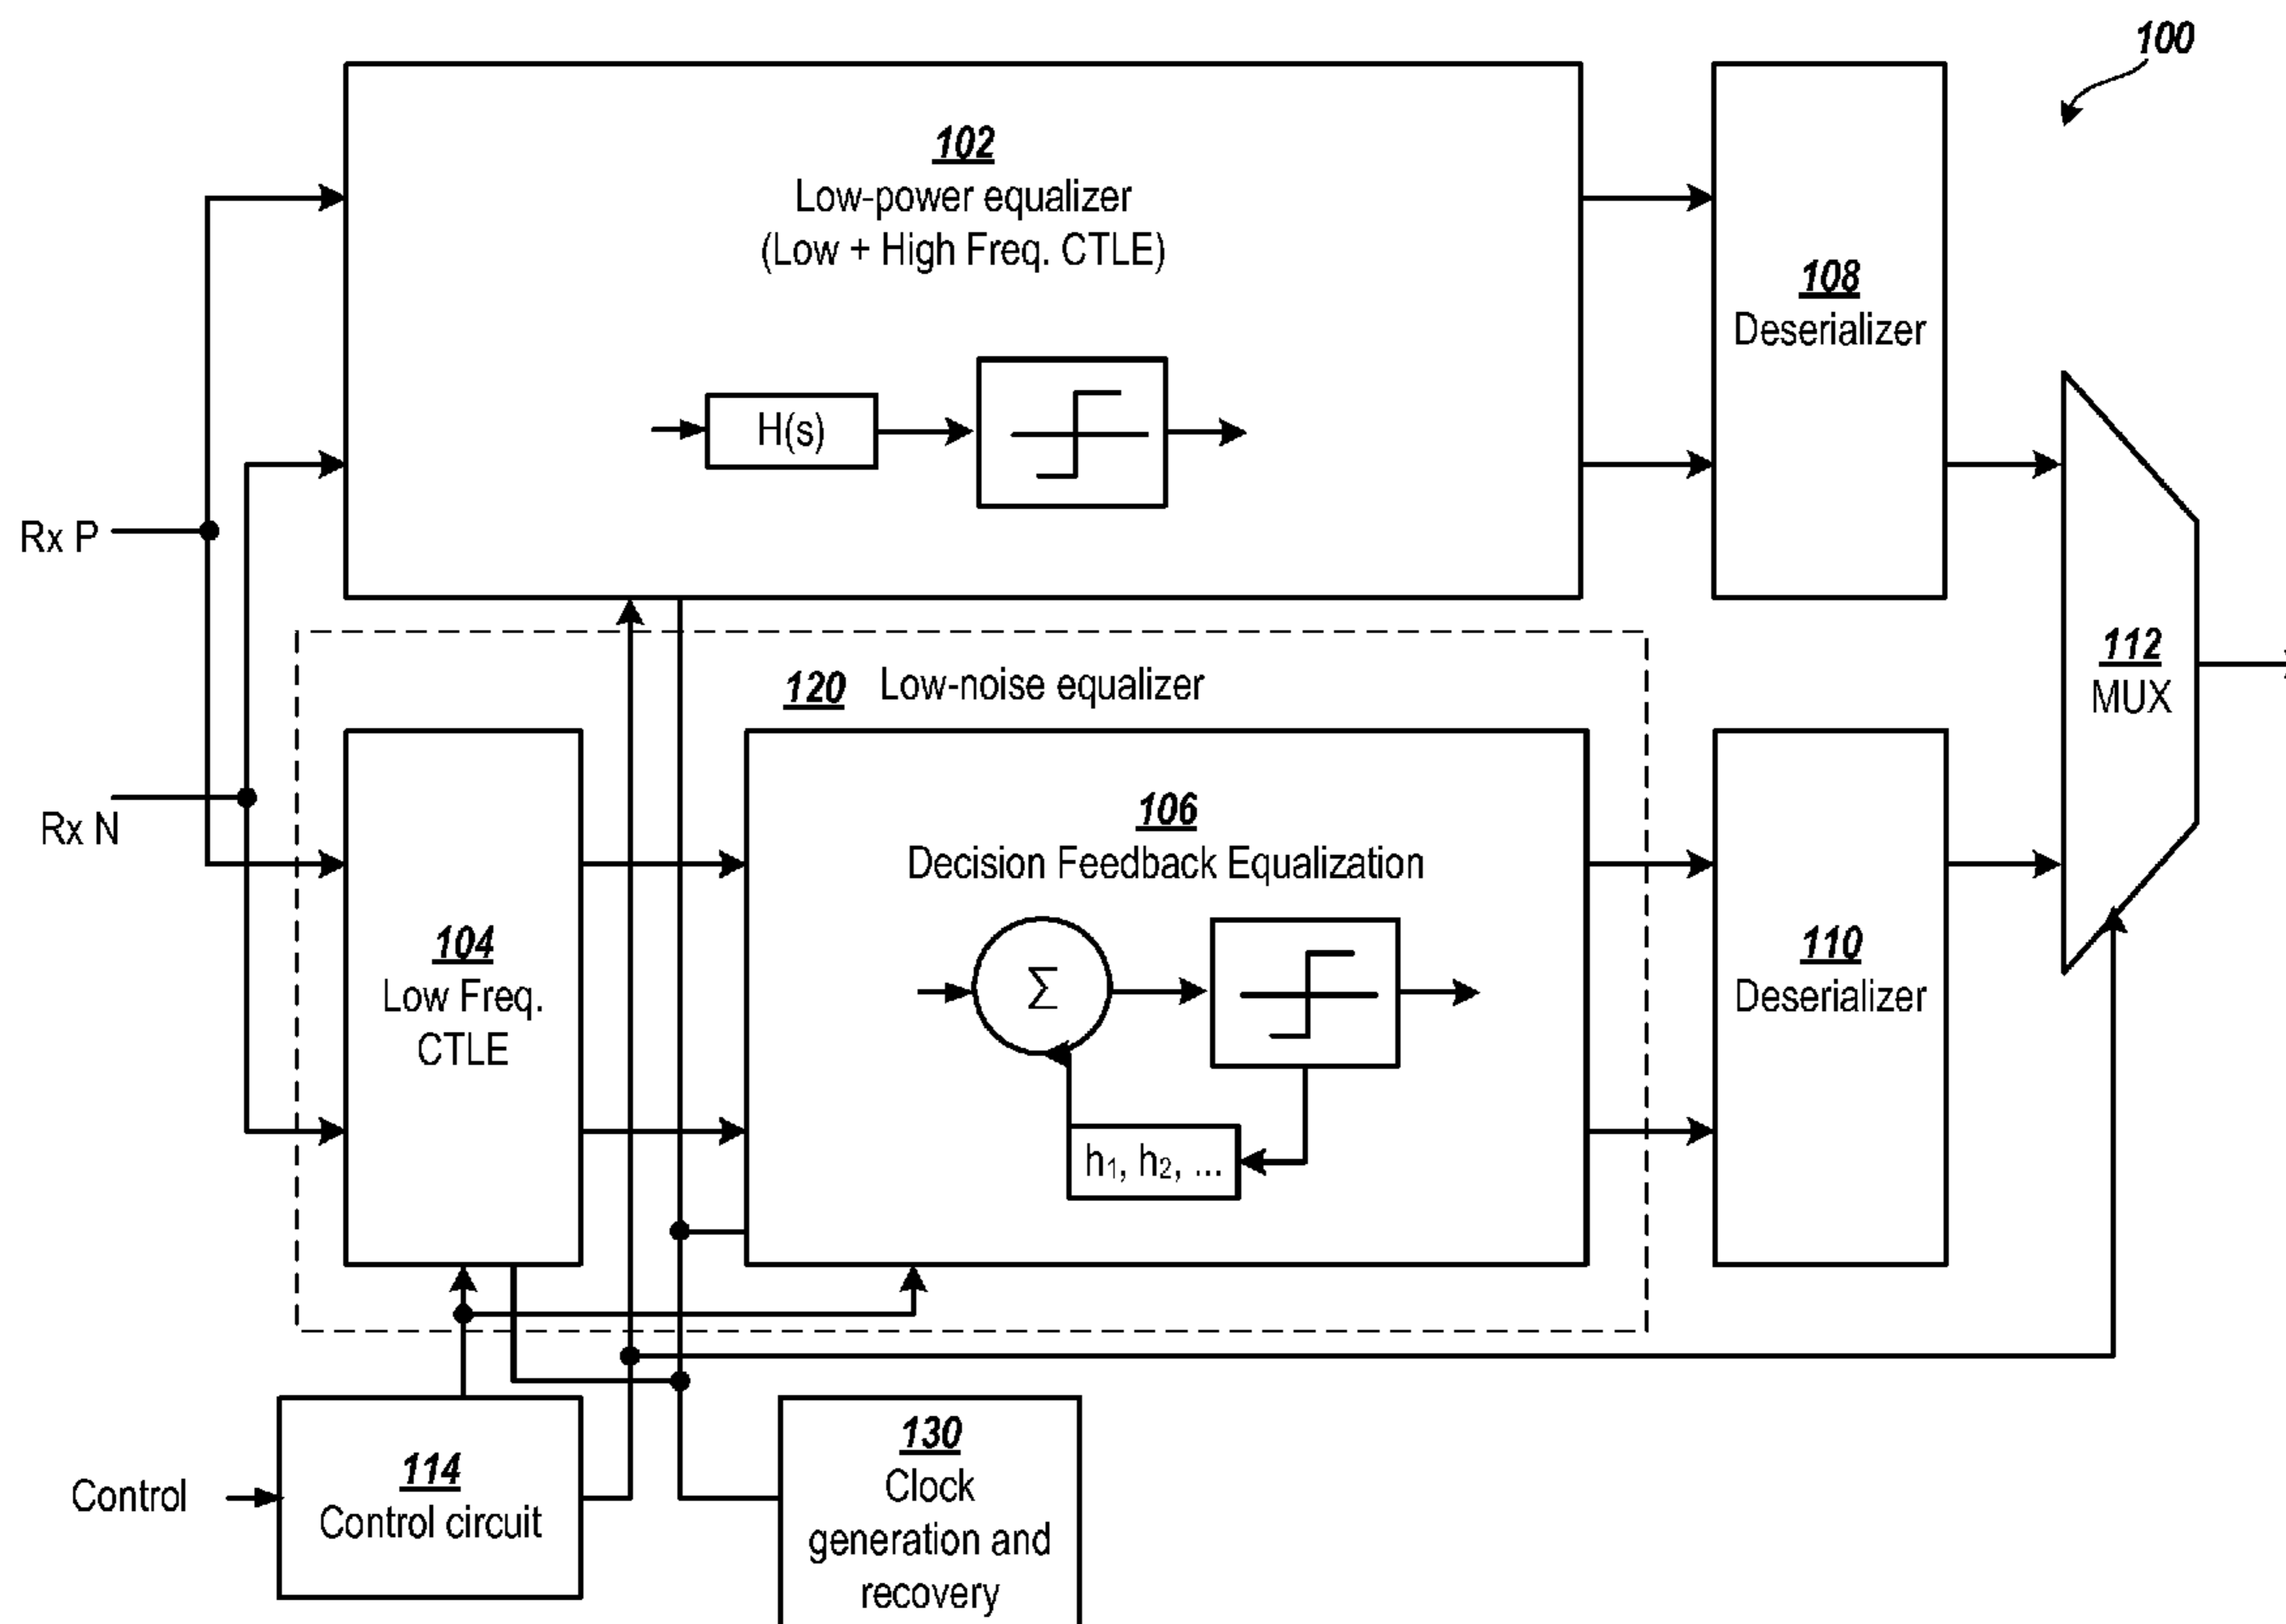 100
102
Low-power equalizer
(Low + High Freq. CTLE)
H(s)
108
Deserializer
Rx P
Rx N
120 Low-noise equalizer
112
MUX
104
Low Freq.
CTLE
106
Decision Feedback Equalization
Σ
h₁, h₂, ...
110
Deserializer
Control
114
Control circuit
130
Clock
generation and
recovery